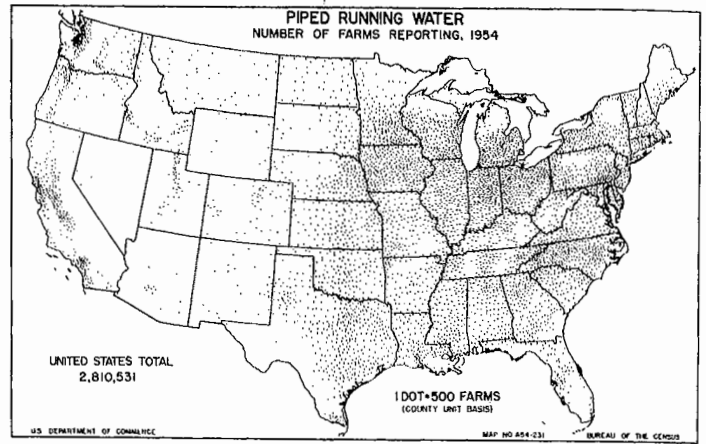 PIPED RUNNING WATER
NUMBER OF FARMS REPORTING, 1954
UNITED STATES TOTAL
2,810,531
1 DOT=500 FARMS
(COUNTY UNIT BASIS)
U.S. DEPARTMENT OF COMMERCE
MAP NO. A54-231
BUREAU OF THE CENSUS